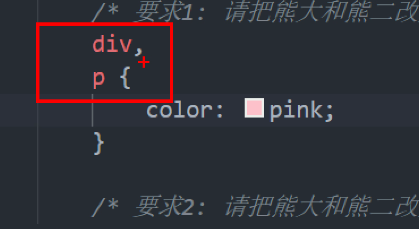 /* 要求1: 请把熊大和熊二改
div,
p {
color: pink;
}
/* 要求2: 请把熊大和熊二改